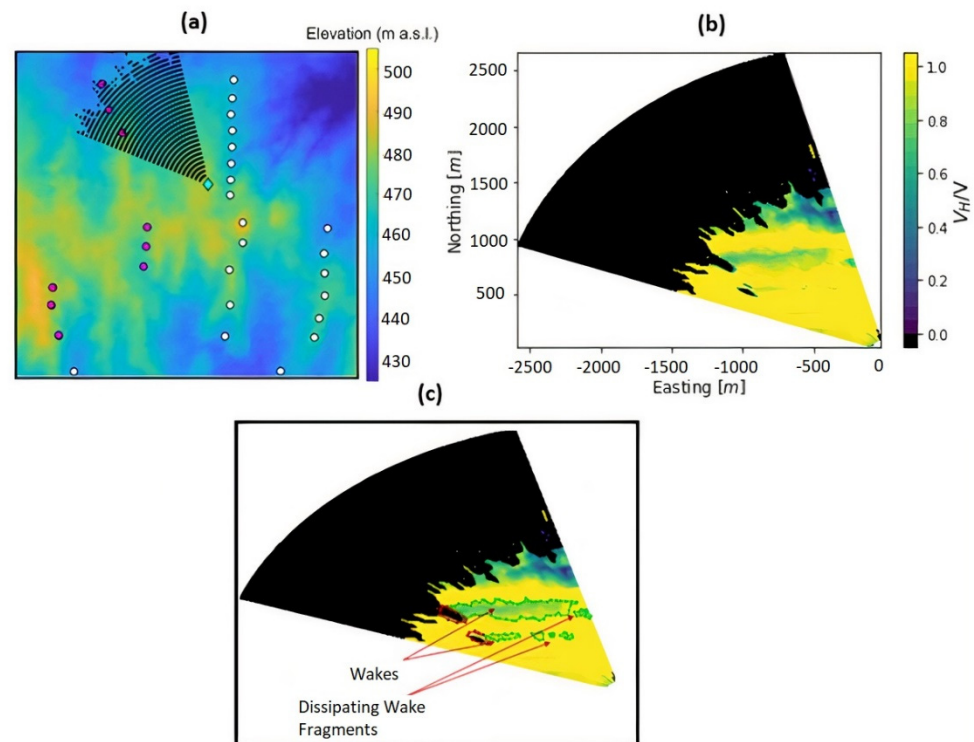 (a)
Elevation (m a.s.l.)
500
490
480
470
460
450
440
430
(b)
2500
2000
1500
1000
500
Northing [m]
-2500
-2000
-1500
-1000
-500
0
Easting [m]
1.0
0.8
0.6
0.4
0.2
0.0
V_H/V
(c)
Wakes
Dissipating Wake
Fragments